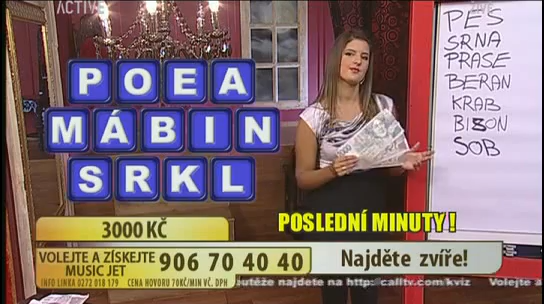 ACTIVE
POEA
MÁBIN
SRKL
PES
SRNA
PRASE
BERAN
KRAB
BISON
SOB
3000 KČ
POSLEDNÍ MINUTY !
VOLEJTE A ZÍSKEJTE
MUSIC JET
906 70 40 40
Najděte zvíře!
INFO LINKA 0272 018 179 CENA HOVORU 70KČ/MIN VČ. DPH
outěže najdete na http://calltv.com/kviz Volejte a